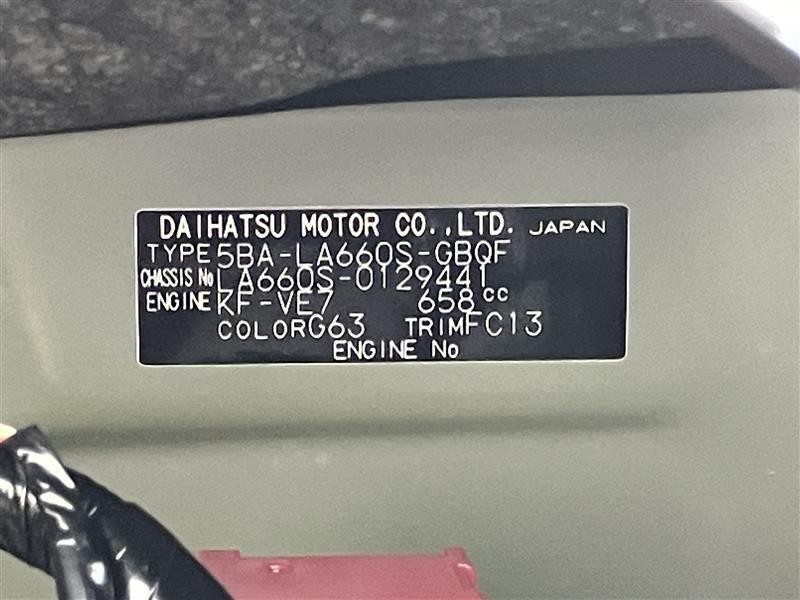 DAIHATSU MOTOR CO.,LTD. JAPAN
TYPE 5BA-LA660S-GBQF
CHASSIS No LA660S-0129441
ENGINE KF-VE7 658cc
COLOR G63 TRIM FC13
ENGINE No